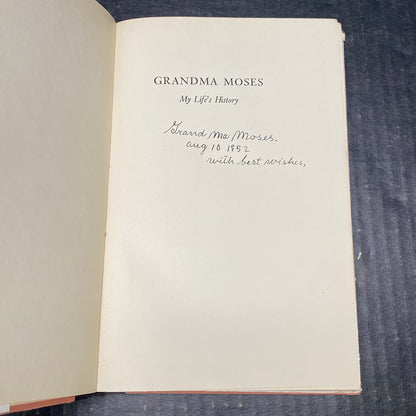 GRANDMA MOSES
My Life's History
Grand Ma Moses.
aug 10. 1952
with best wishes,